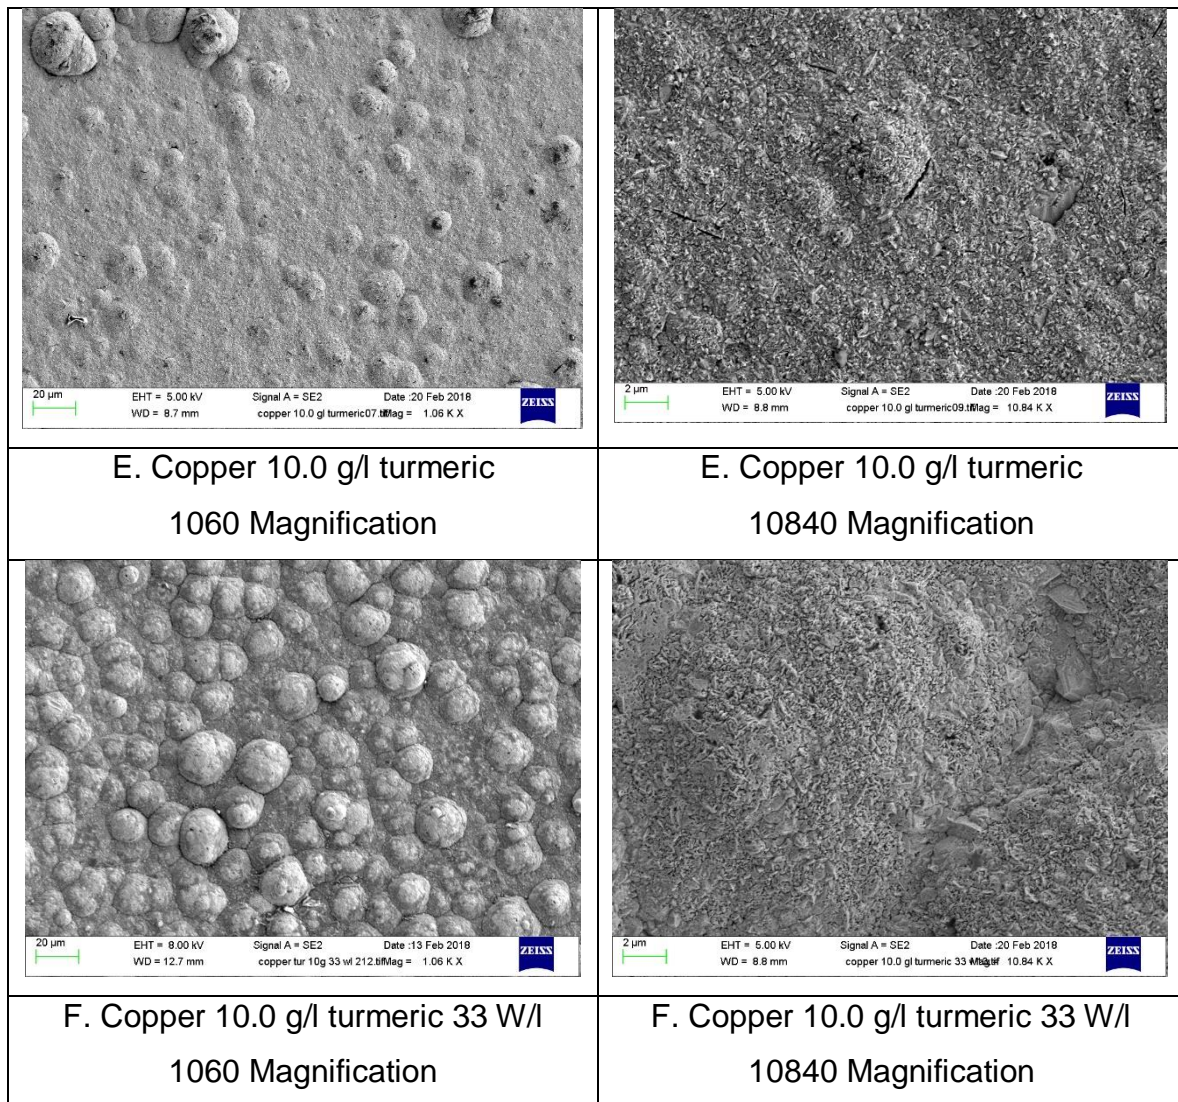 20 µm
EHT = 5.00 kV Signal A = SE2 Date :20 Feb 2018
WD = 8.7 mm copper 10.0 gl turmeric07.tif Mag = 1.06 K X
ZEISS
2 µm
EHT = 5.00 kV Signal A = SE2 Date :20 Feb 2018
WD = 8.8 mm copper 10.0 gl turmeric09.tif Mag = 10.84 K X
ZEISS
E. Copper 10.0 g/l turmeric
1060 Magnification
E. Copper 10.0 g/l turmeric
10840 Magnification
20 µm
EHT = 8.00 kV Signal A = SE2 Date :13 Feb 2018
WD = 12.7 mm copper tur 10g 33 wl 212.tif Mag = 1.06 K X
ZEISS
2 µm
EHT = 5.00 kV Signal A = SE2 Date :20 Feb 2018
WD = 8.8 mm copper 10.0 gl turmeric 33 Mag = 10.84 K X
ZEISS
F. Copper 10.0 g/l turmeric 33 W/l
1060 Magnification
F. Copper 10.0 g/l turmeric 33 W/l
10840 Magnification